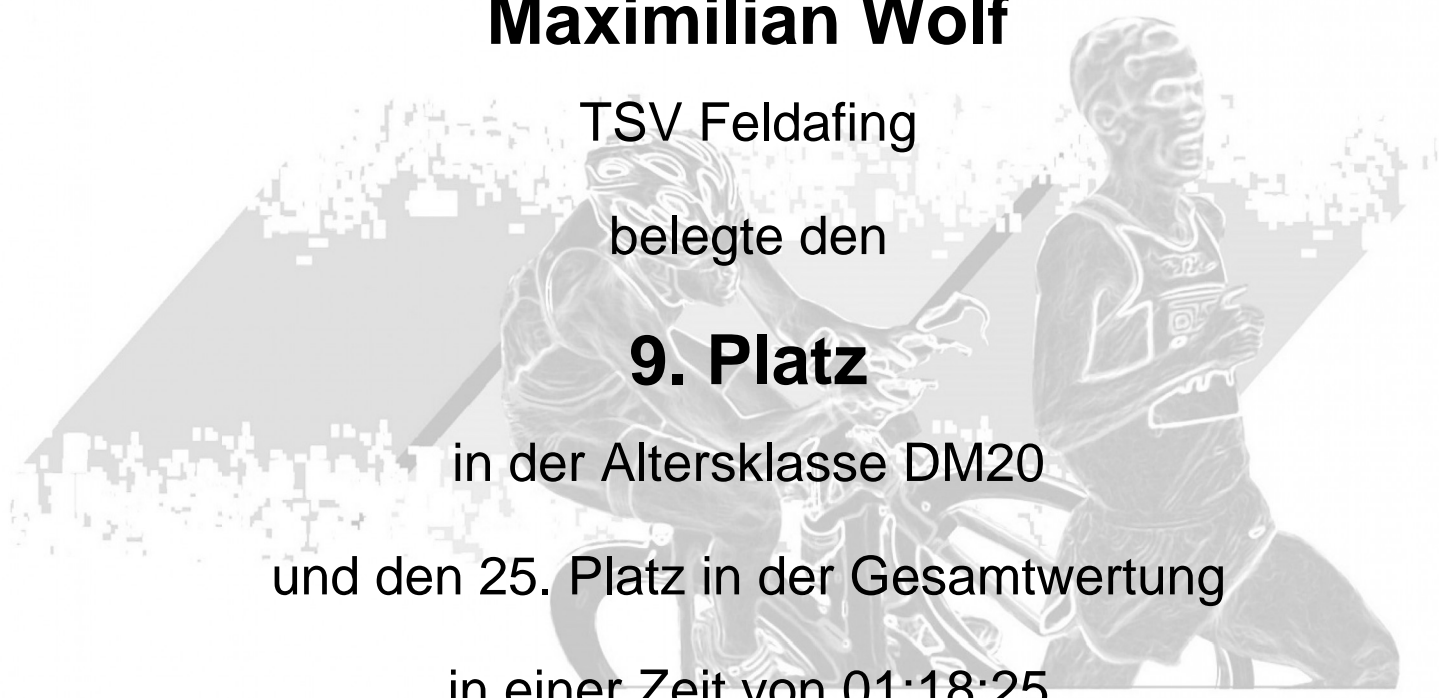 Maximilian Wolf
TSV Feldafing
belegte den
9. Platz
in der Altersklasse DM20
und den 25. Platz in der Gesamtwertung
in einer Zeit von 01:18:25